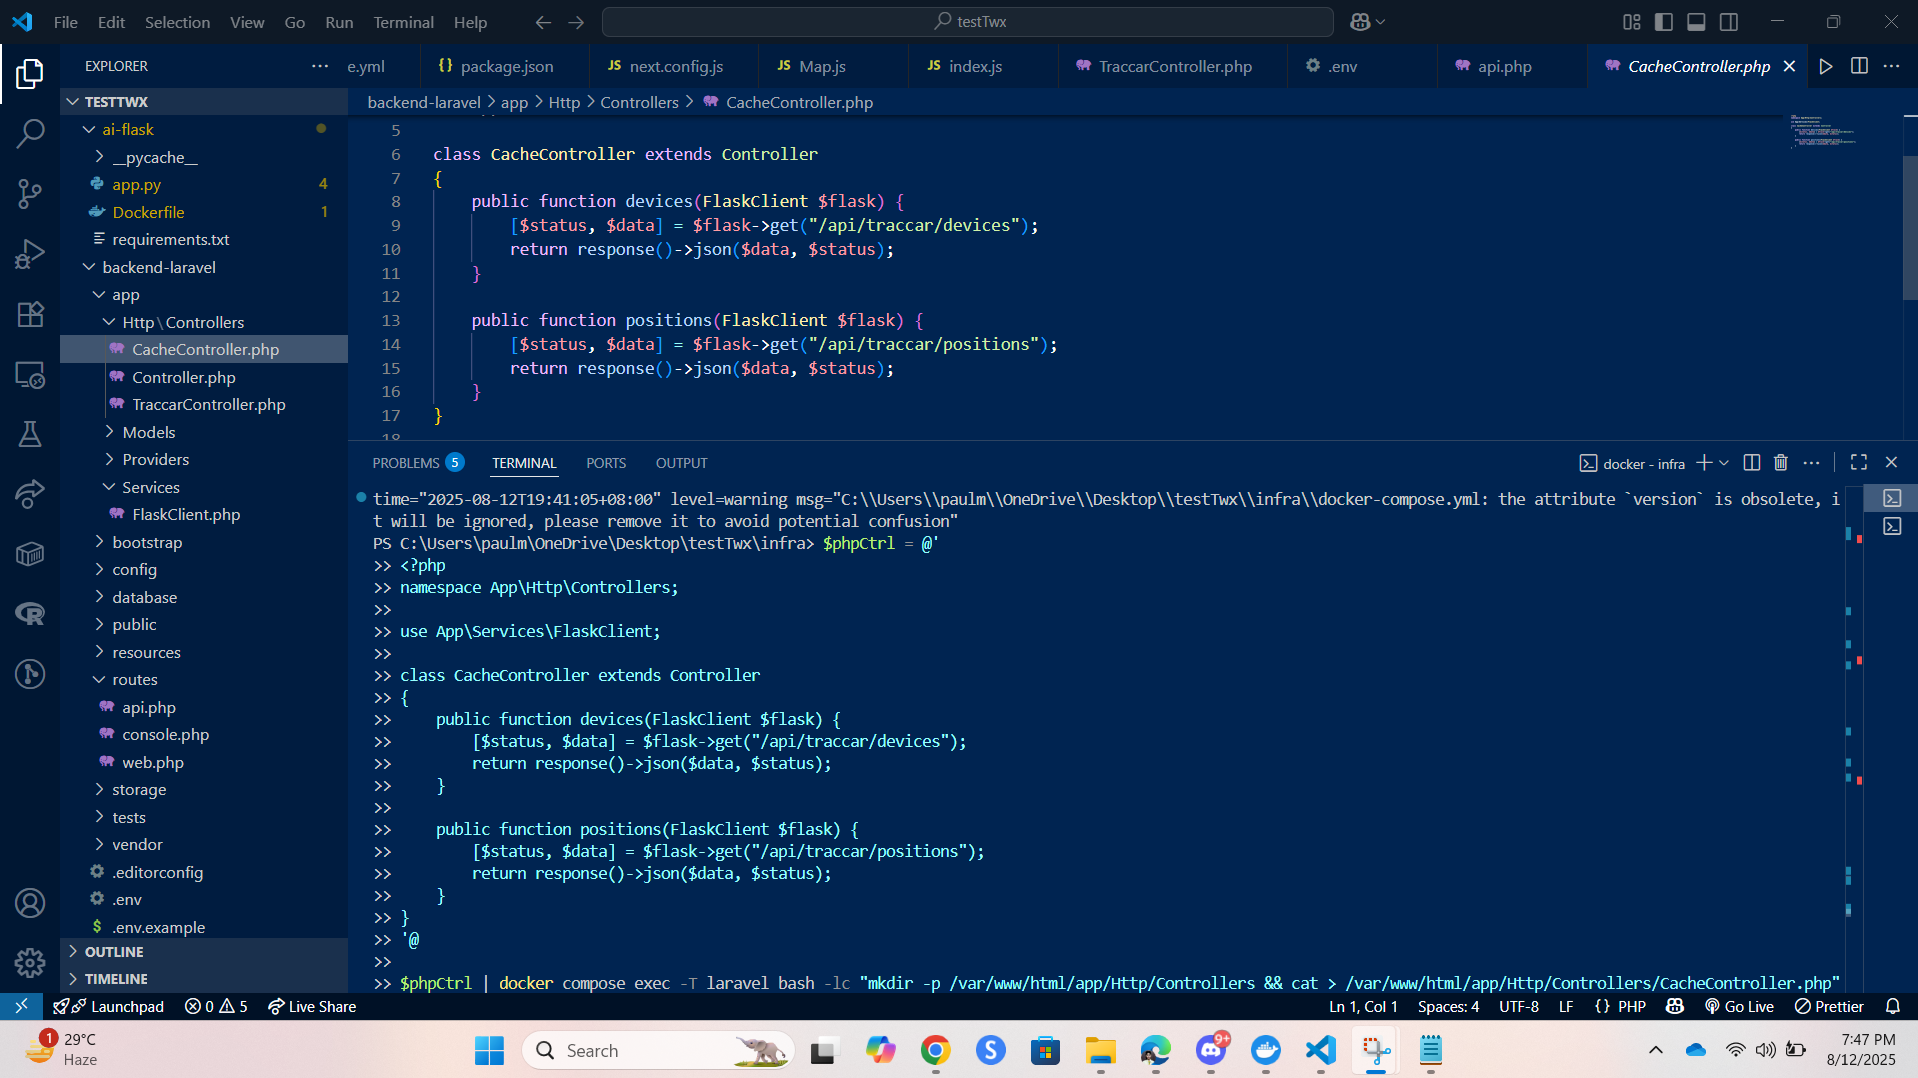 File Edit Selection View Go Run Terminal Help
testTwx
EXPLORER
e.yml
package.json
JS next.config.js
JS Map.js
JS index.js
TraccarController.php
.env
api.php
CacheController.php
TESTTWX
ai-flask
__pycache__
app.py 4
Dockerfile 1
requirements.txt
backend-laravel
app
Http\Controllers
CacheController.php
Controller.php
TraccarController.php
Models
Providers
Services
FlaskClient.php
bootstrap
config
database
public
resources
routes
api.php
console.php
web.php
storage
tests
vendor
.editorconfig
.env
$ .env.example
OUTLINE
TIMELINE
backend-laravel > app > Http > Controllers > CacheController.php
5
6 class CacheController extends Controller
7 {
8 public function devices(FlaskClient $flask) {
9 [$status, $data] = $flask->get("/api/traccar/devices");
10 return response()->json($data, $status);
11 }
12
13 public function positions(FlaskClient $flask) {
14 [$status, $data] = $flask->get("/api/traccar/positions");
15 return response()->json($data, $status);
16 }
17 }
18
PROBLEMS 5 TERMINAL PORTS OUTPUT
docker - infra
time="2025-08-12T19:41:05+08:00" level=warning msg="C:\\Users\\paulm\\OneDrive\\Desktop\\testTwx\\infra\\docker-compose.yml: the attribute `version` is obsolete, i
t will be ignored, please remove it to avoid potential confusion"
PS C:\Users\paulm\OneDrive\Desktop\testTwx\infra> $phpCtrl = @'
>> <?php
>> namespace App\Http\Controllers;
>>
>> use App\Services\FlaskClient;
>>
>> class CacheController extends Controller
>> {
>> public function devices(FlaskClient $flask) {
>> [$status, $data] = $flask->get("/api/traccar/devices");
>> return response()->json($data, $status);
>> }
>>
>> public function positions(FlaskClient $flask) {
>> [$status, $data] = $flask->get("/api/traccar/positions");
>> return response()->json($data, $status);
>> }
>> }
>> '@
>>
>> $phpCtrl | docker compose exec -T laravel bash -lc "mkdir -p /var/www/html/app/Http/Controllers && cat > /var/www/html/app/Http/Controllers/CacheController.php"
Launchpad 0 5 Live Share
Ln 1, Col 1 Spaces: 4 UTF-8 LF {} PHP Go Live Prettier
1
29°C
Haze
Search
S
9+
7:47 PM
8/12/2025